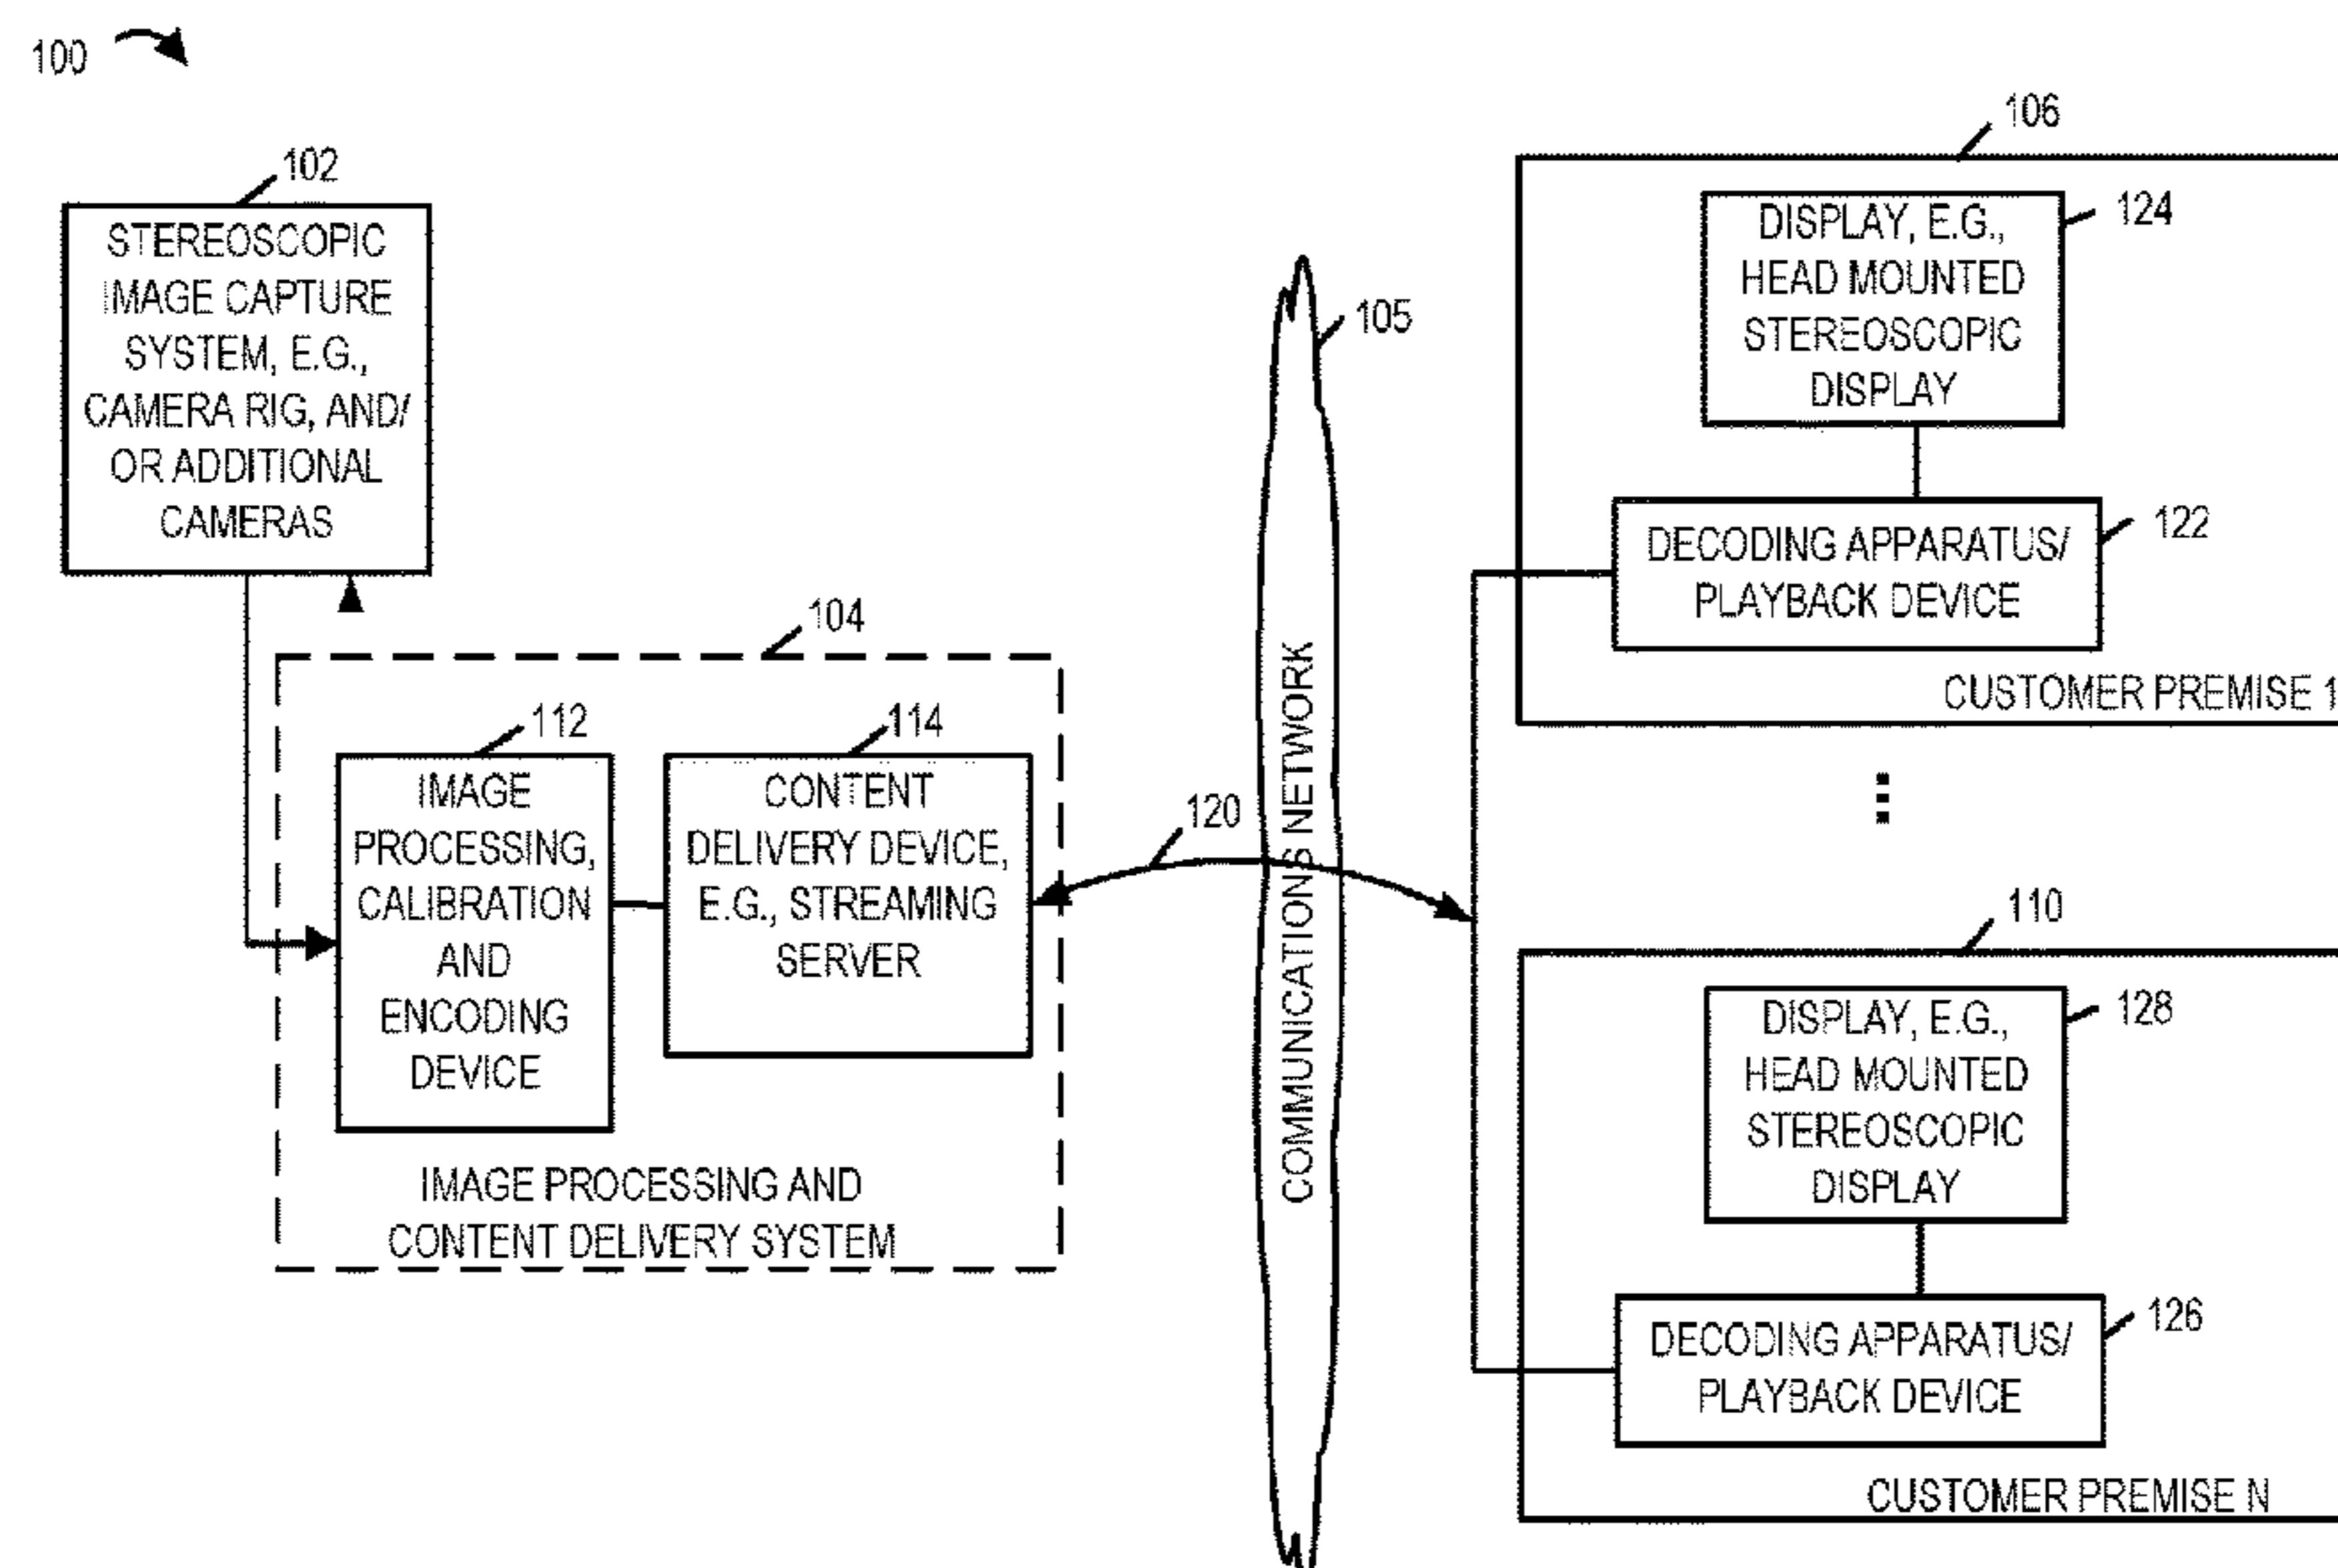 100
102
STEREOSCOPIC
IMAGE CAPTURE
SYSTEM, E.G.,
CAMERA RIG, AND/
OR ADDITIONAL
CAMERAS
104
112
IMAGE
PROCESSING,
CALIBRATION
AND
ENCODING
DEVICE
114
CONTENT
DELIVERY DEVICE,
E.G., STREAMING
SERVER
IMAGE PROCESSING AND
CONTENT DELIVERY SYSTEM
120
105
COMMUNICATIONS NETWORK
106
DISPLAY, E.G.,
HEAD MOUNTED
STEREOSCOPIC
DISPLAY
124
DECODING APPARATUS/
PLAYBACK DEVICE
122
CUSTOMER PREMISE 1
110
DISPLAY, E.G.,
HEAD MOUNTED
STEREOSCOPIC
DISPLAY
128
DECODING APPARATUS/
PLAYBACK DEVICE
126
CUSTOMER PREMISE N